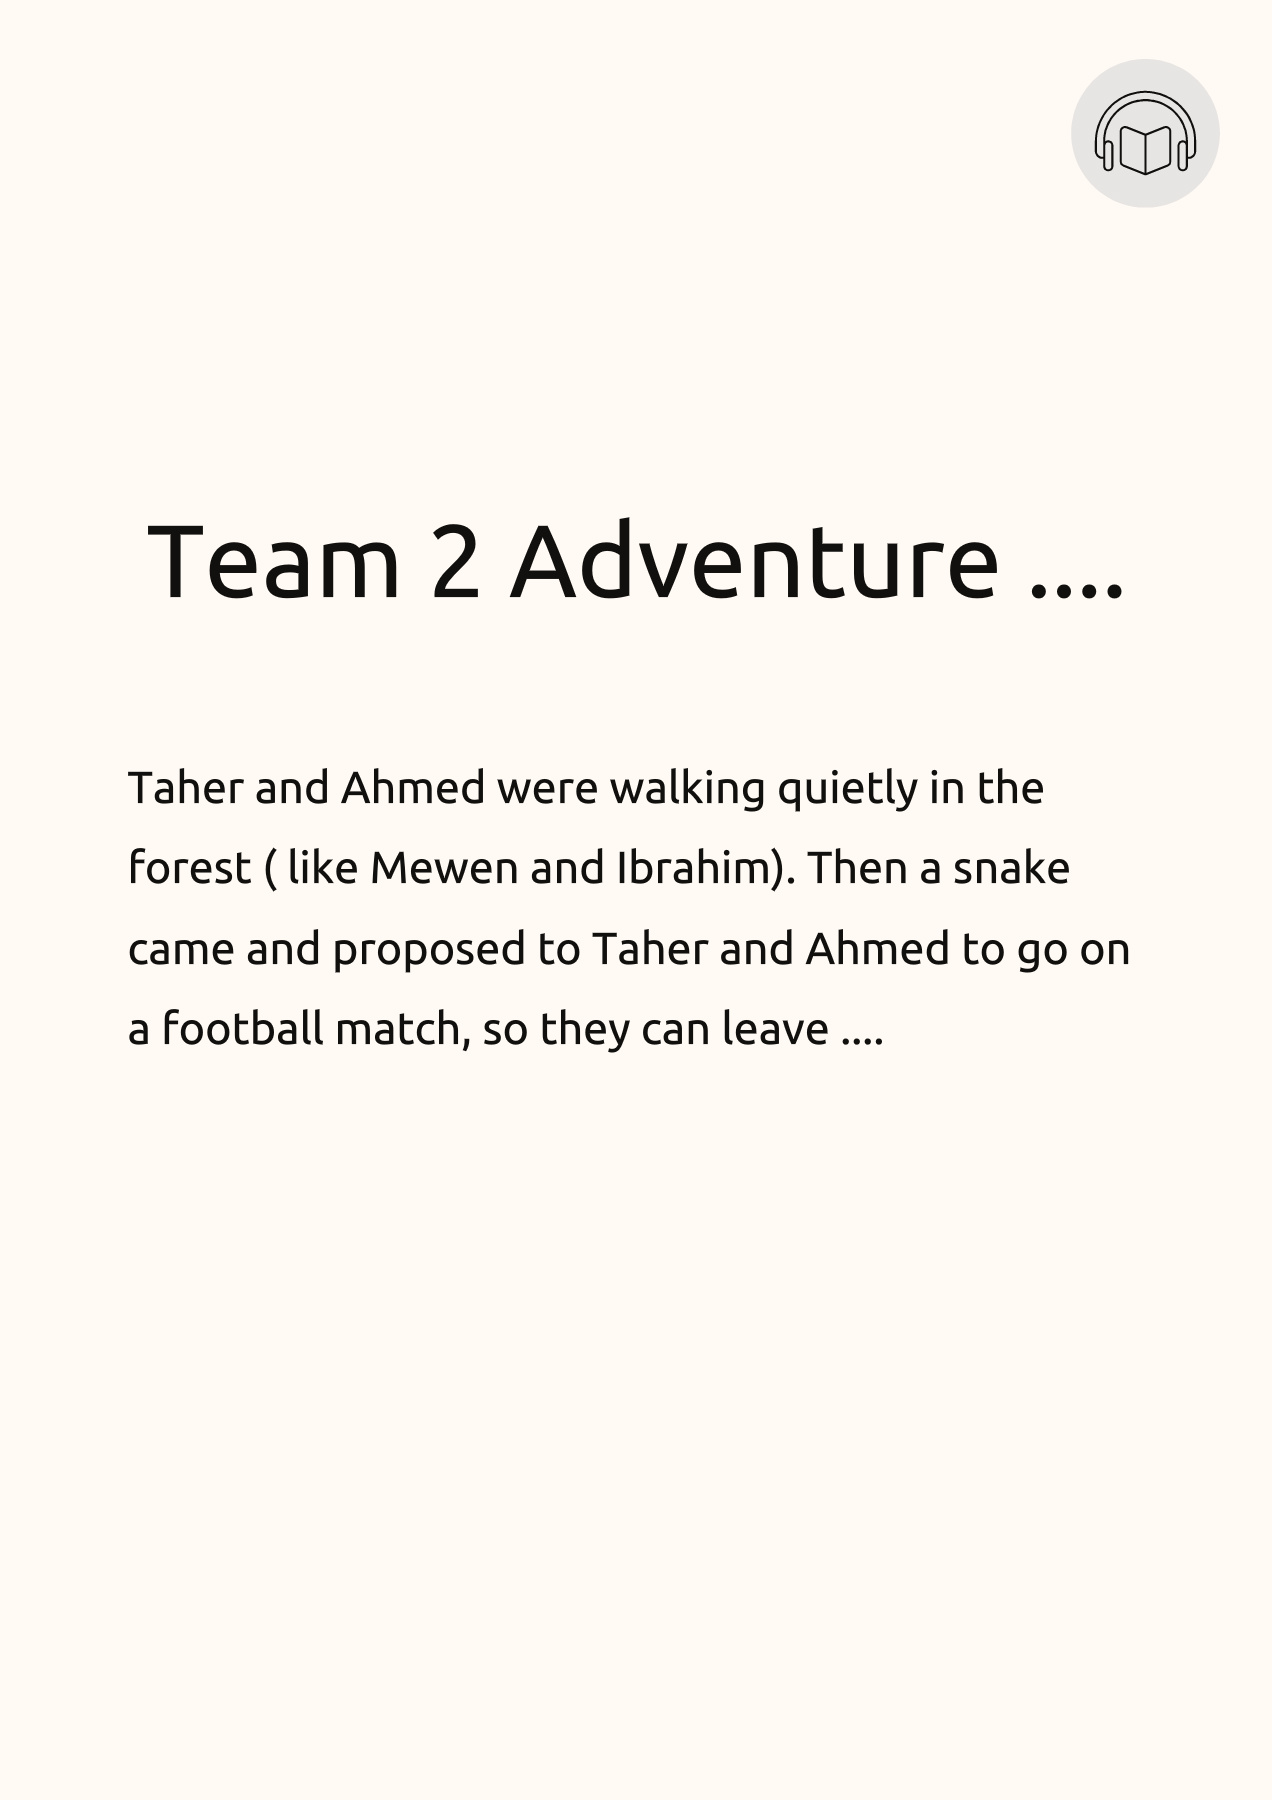 Team 2 Adventure ....
Taher and Ahmed were walking quietly in the
forest ( like Mewen and Ibrahim). Then a snake
came and proposed to Taher and Ahmed to go on
a football match, so they can leave ....